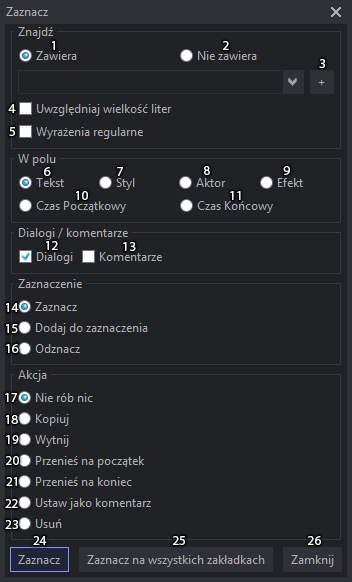 Zaznacz
Znajdź
1 2
Zawiera Nie zawiera
3
+
4 Uwzględniaj wielkość liter
5 Wyrażenia regularne
W polu
6 7 8 9
Tekst Styl Aktor Efekt
10 11
Czas Początkowy Czas Końcowy
Dialogi / komentarze
12 13
Dialogi Komentarze
Zaznaczenie
14 Zaznacz
15 Dodaj do zaznaczenia
16 Odznacz
Akcja
17 Nie rób nic
18 Kopiuj
19 Wytnij
20 Przenieś na początek
21 Przenieś na koniec
22 Ustaw jako komentarz
23 Usuń
24 25 26
Zaznacz Zaznacz na wszystkich zakładkach Zamknij